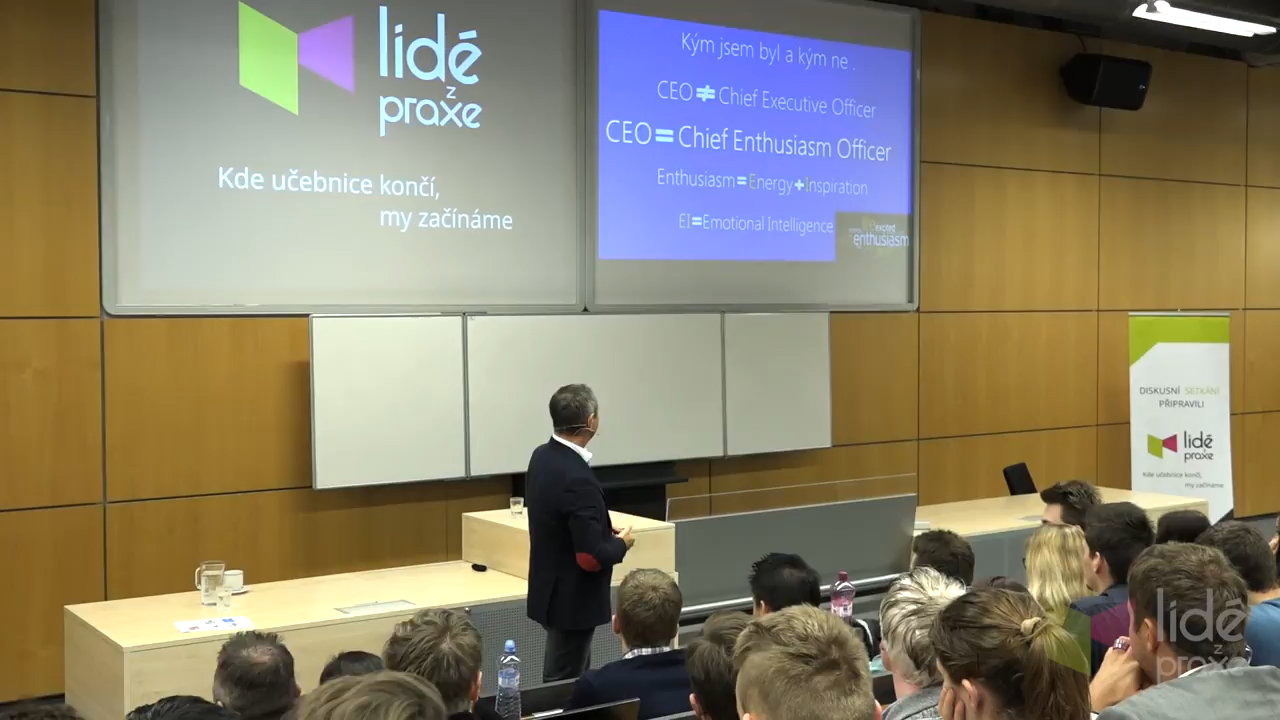 lidé
z
praxe
Kde učebnice končí,
my začínáme
Kým jsem byl a kým ne .
CEO≠Chief Executive Officer
CEO=Chief Enthusiasm Officer
Enthusiasm=Energy+Inspiration
EI=Emotional Intelligence
excited
enthusiasm
DISKUSNÍ SETKÁNÍ
PŘIPRAVILI
lidé
z
praxe
Kde učebnice končí,
my začínáme
lidé
z
praxe